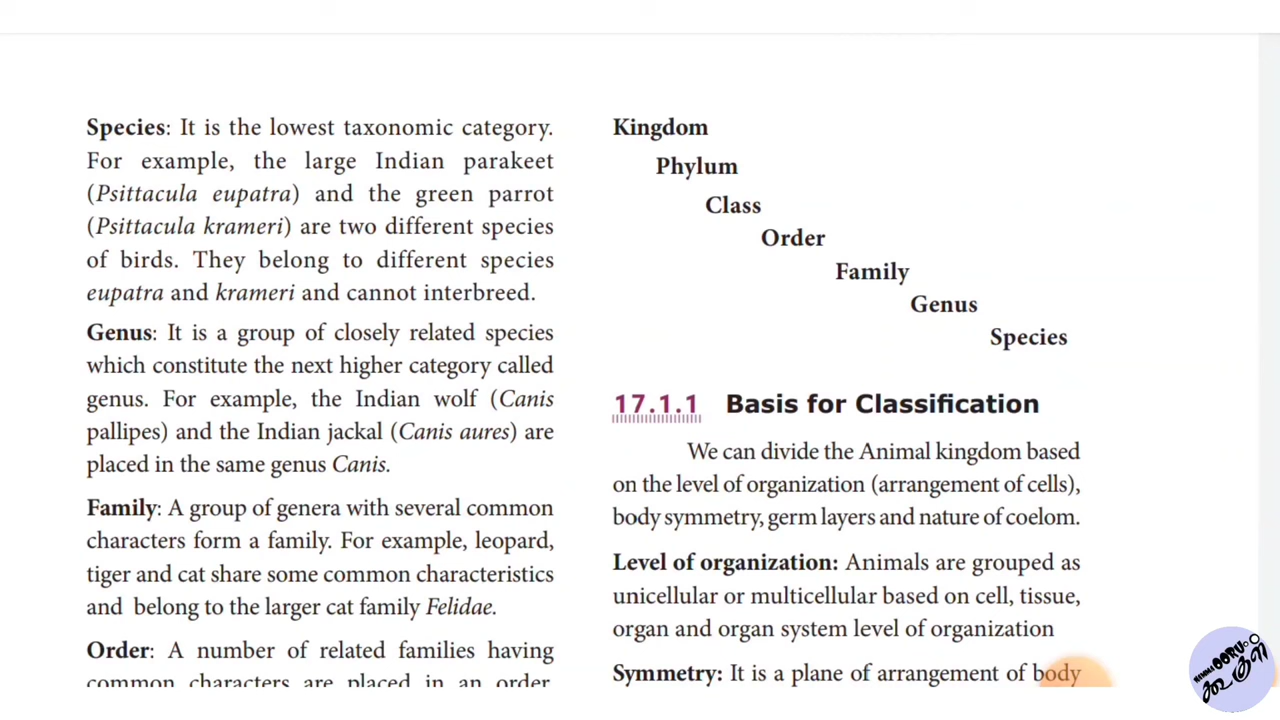 Species: It is the lowest taxonomic category.
For example, the large Indian parakeet
(Psittacula eupatra) and the green parrot
(Psittacula krameri) are two different species
of birds. They belong to different species
eupatra and krameri and cannot interbreed.
Genus: It is a group of closely related species
which constitute the next higher category called
genus. For example, the Indian wolf (Canis
pallipes) and the Indian jackal (Canis aures) are
placed in the same genus Canis.
Family: A group of genera with several common
characters form a family. For example, leopard,
tiger and cat share some common characteristics
and belong to the larger cat family Felidae.
Order: A number of related families having
common characters are placed in an order.
Kingdom
Phylum
Class
Order
Family
Genus
Species
17.1.1 Basis for Classification
We can divide the Animal kingdom based
on the level of organization (arrangement of cells),
body symmetry, germ layers and nature of coelom.
Level of organization: Animals are grouped as
unicellular or multicellular based on cell, tissue,
organ and organ system level of organization
Symmetry: It is a plane of arrangement of body